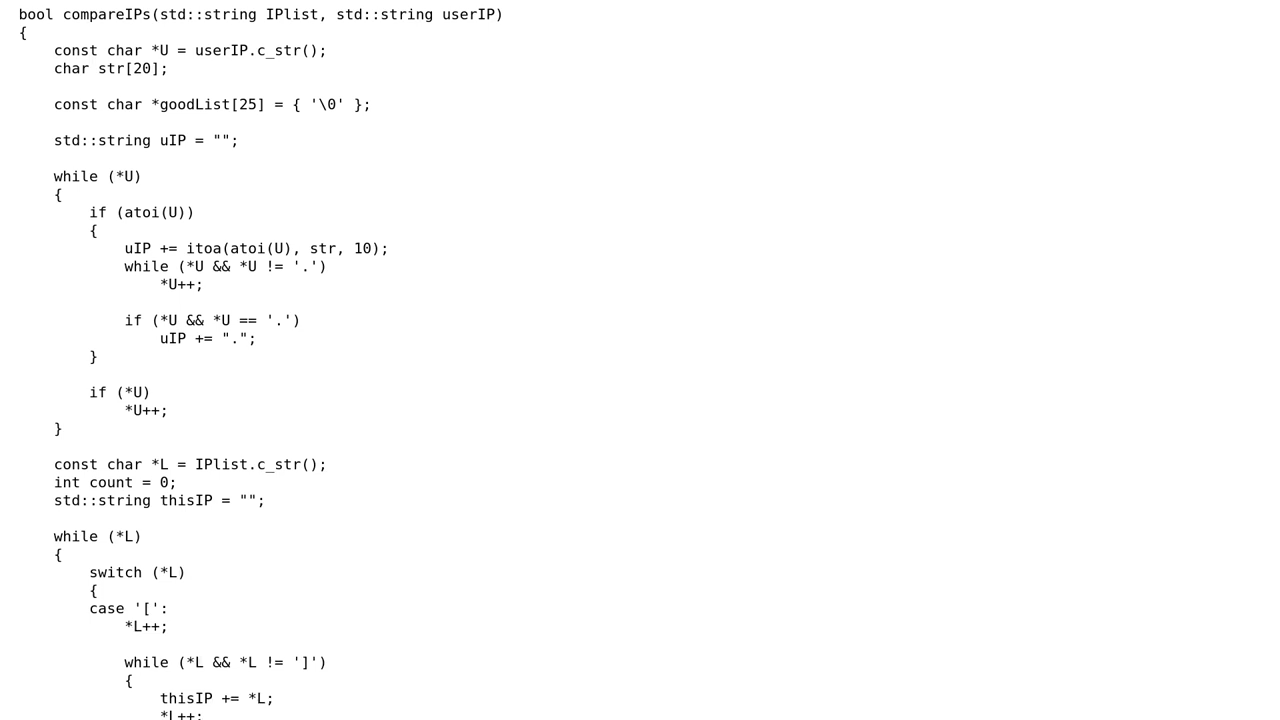 bool compareIPs(std::string IPlist, std::string userIP)
{
    const char *U = userIP.c_str();
    char str[20];

    const char *goodList[25] = { '\0' };

    std::string uIP = "";

    while (*U)
    {
        if (atoi(U))
        {
            uIP += itoa(atoi(U), str, 10);
            while (*U && *U != '.')
                *U++;

            if (*U && *U == '.')
                uIP += ".";
        }

        if (*U)
            *U++;
    }

    const char *L = IPlist.c_str();
    int count = 0;
    std::string thisIP = "";

    while (*L)
    {
        switch (*L)
        {
        case '[':
            *L++;

            while (*L && *L != ']')
            {
                thisIP += *L;
                *L++;